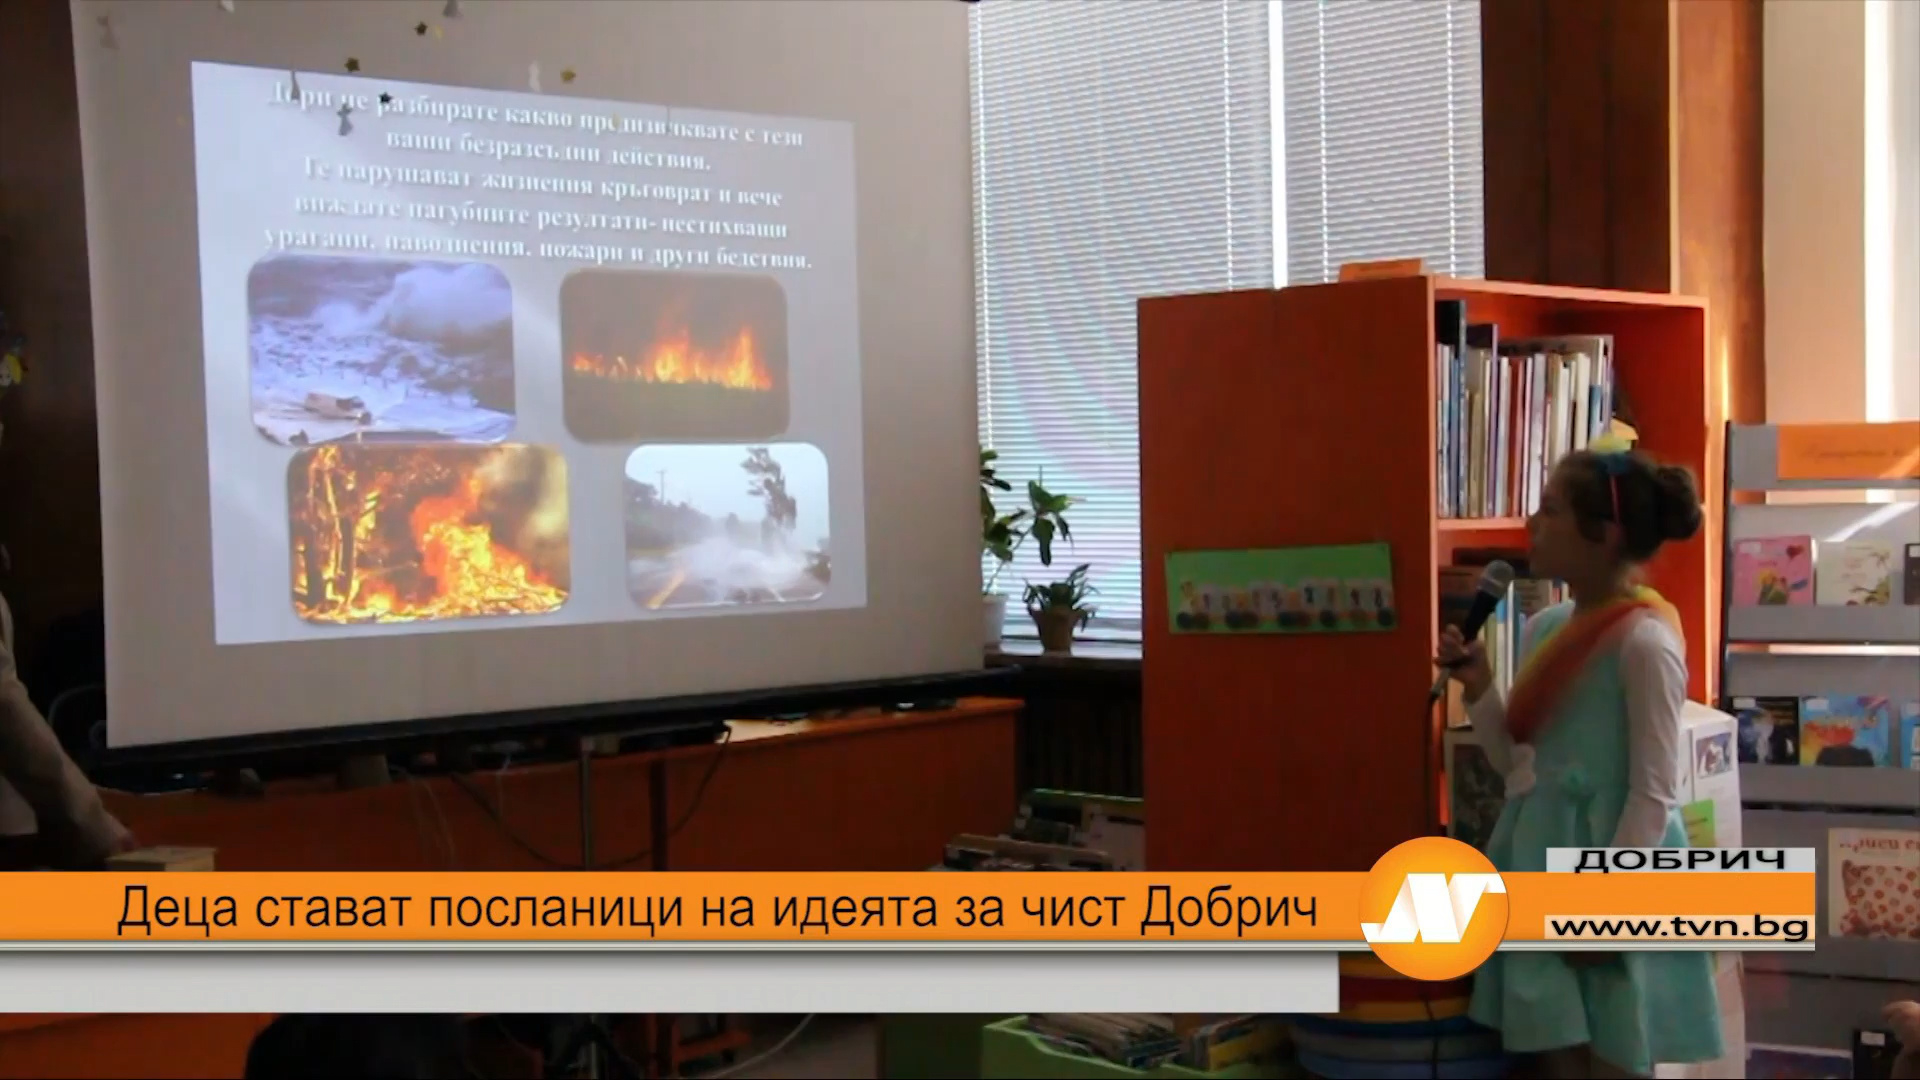 Дори не разбирате какво предизвиквате с тези
ваши безразсъдни действия.
Те нарушават жизнения кръговрат и вече
виждате пагубните резултати- нестихващи
урагани, наводнения, пожари и други бедствия.
ДОБРИЧ
Деца стават посланици на идеята за чист Добрич
www.tvn.bg